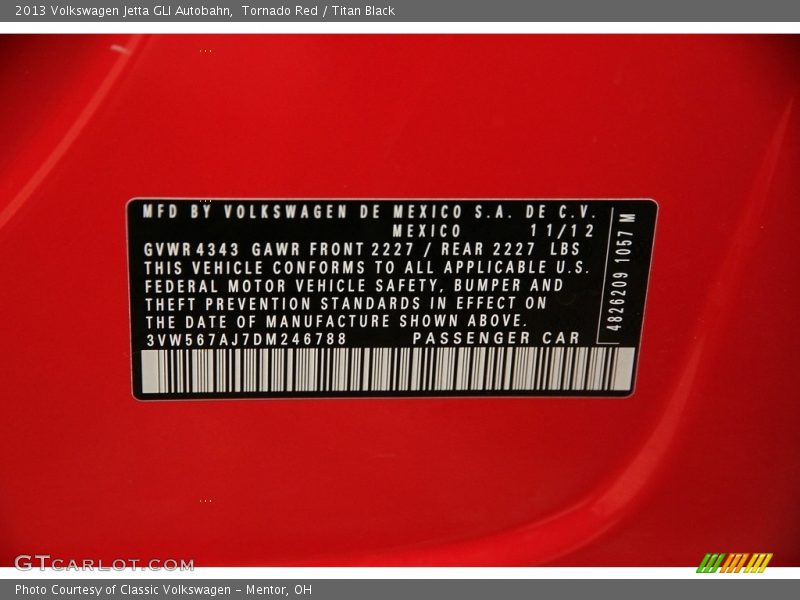 2013 Volkswagen Jetta GLI Autobahn,  Tornado Red / Titan Black
MFD BY VOLKSWAGEN DE MEXICO S.A. DE C.V.
MEXICO 11/12
GVWR 4343 GAWR FRONT 2227 / REAR 2227 LBS
THIS VEHICLE CONFORMS TO ALL APPLICABLE U.S.
FEDERAL MOTOR VEHICLE SAFETY, BUMPER AND
THEFT PREVENTION STANDARDS IN EFFECT ON
THE DATE OF MANUFACTURE SHOWN ABOVE.
3VW567AJ7DM246788 PASSENGER CAR
4826209 1057 M
GTCARLOT.COM
Photo Courtesy of Classic Volkswagen - Mentor, OH